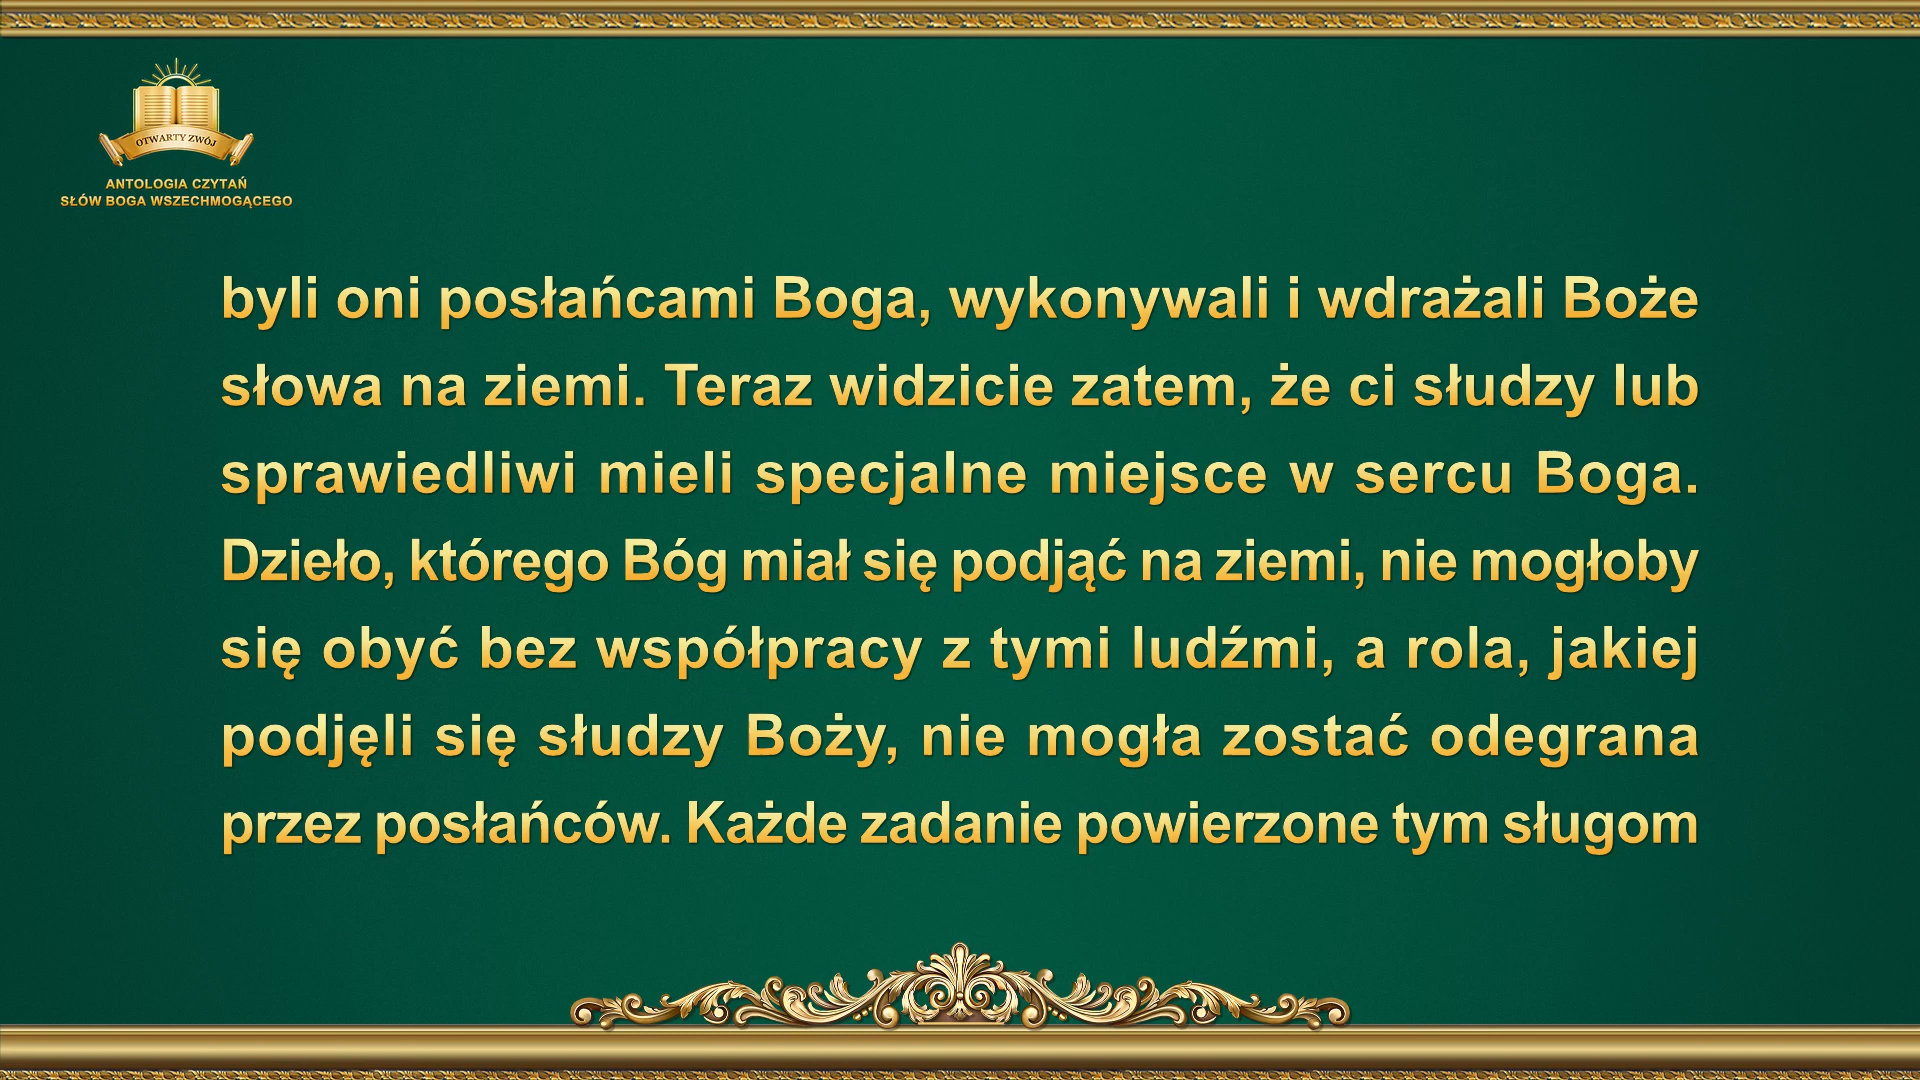 OTWARTY ZWÓJ
ANTOLOGIA CZYTAŃ
SŁÓW BOGA WSZECHMOGĄCEGO
byli oni posłańcami Boga, wykonywali i wdrażali Boże
słowa na ziemi. Teraz widzicie zatem, że ci słudzy lub
sprawiedliwi mieli specjalne miejsce w sercu Boga.
Dzieło, którego Bóg miał się podjąć na ziemi, nie mogłoby
się obyć bez współpracy z tymi ludźmi, a rola, jakiej
podjęli się słudzy Boży, nie mogła zostać odegrana
przez posłańców. Każde zadanie powierzone tym sługom